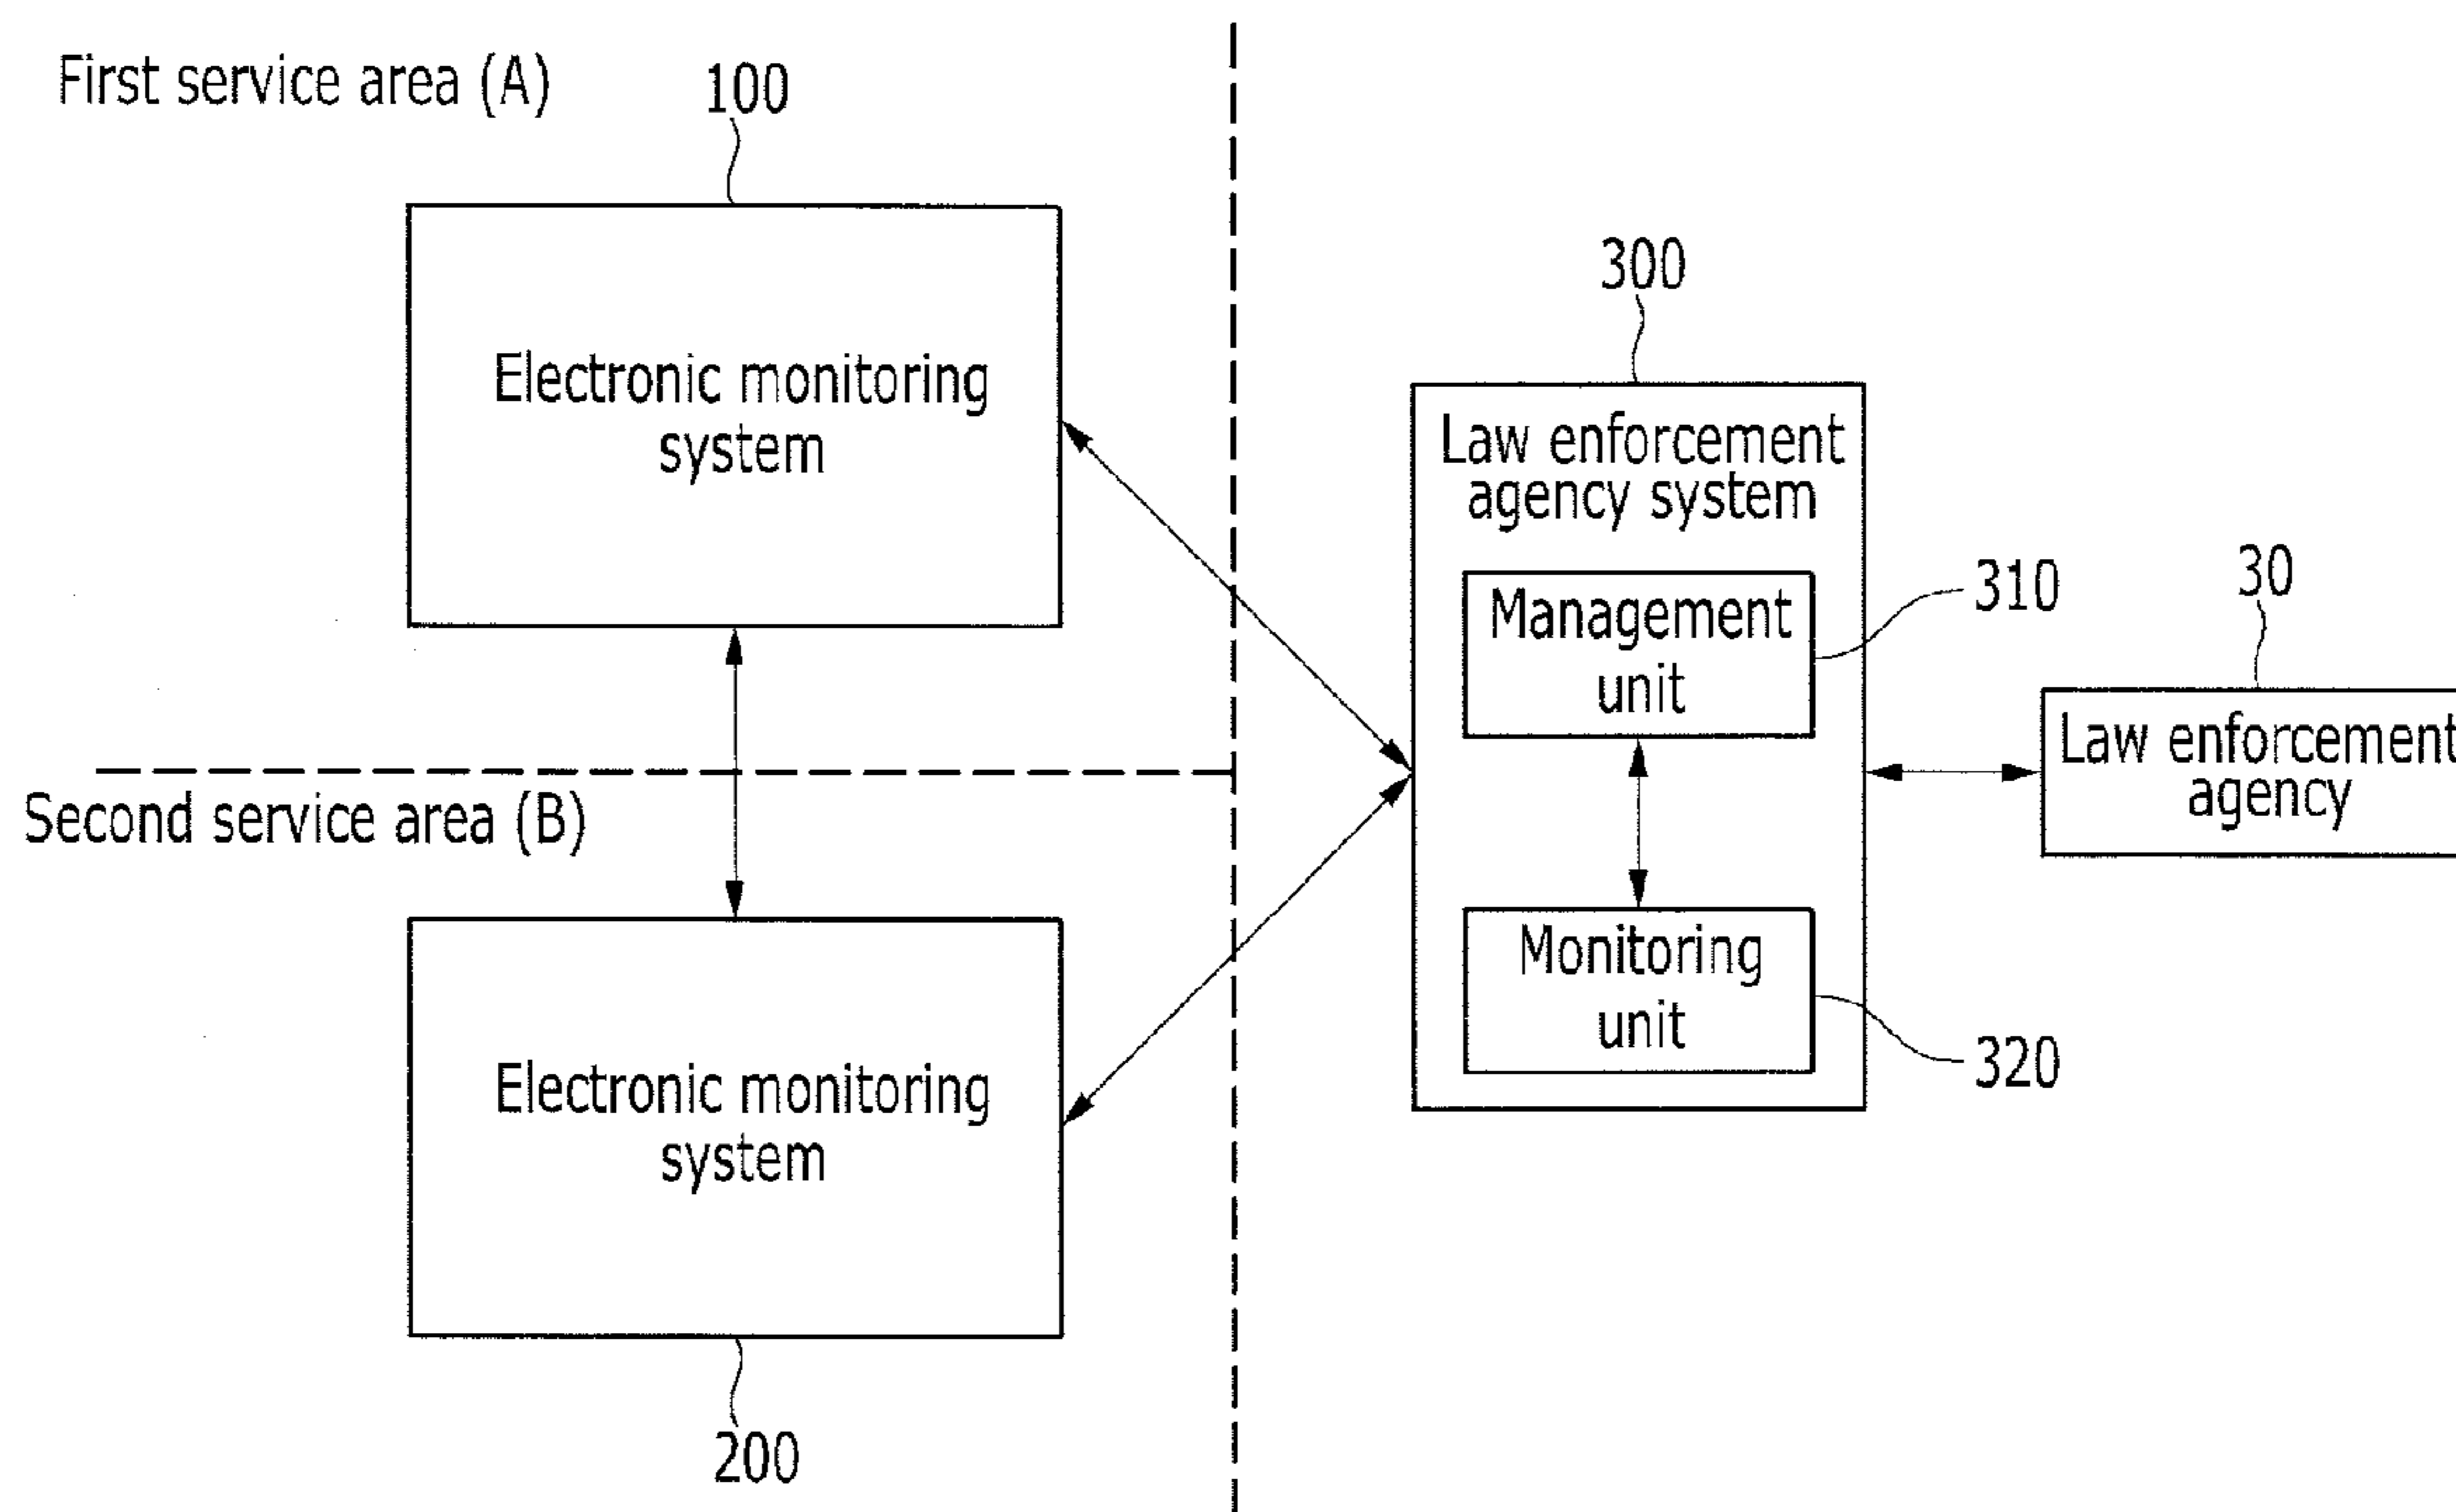 First service area (A)
100
Electronic monitoring
system
Second service area (B)
Electronic monitoring
system
200
300
Law enforcement
agency system
Management
unit
310
Monitoring
unit
320
30
Law enforcement
agency